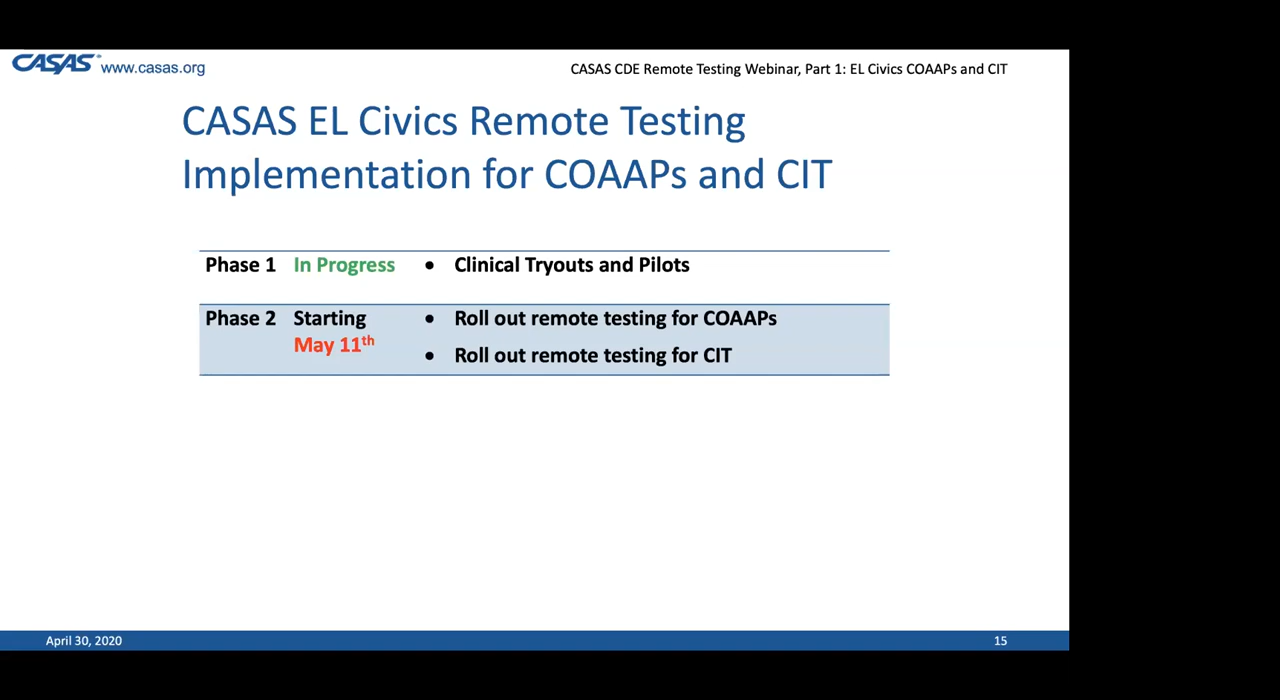 CASAS www.casas.org
CASAS CDE Remote Testing Webinar, Part 1: EL Civics COAAPs and CIT
CASAS EL Civics Remote Testing
Implementation for COAAPs and CIT
Phase 1 In Progress • Clinical Tryouts and Pilots
Phase 2 Starting • Roll out remote testing for COAAPs
May 11th • Roll out remote testing for CIT
April 30, 2020 15